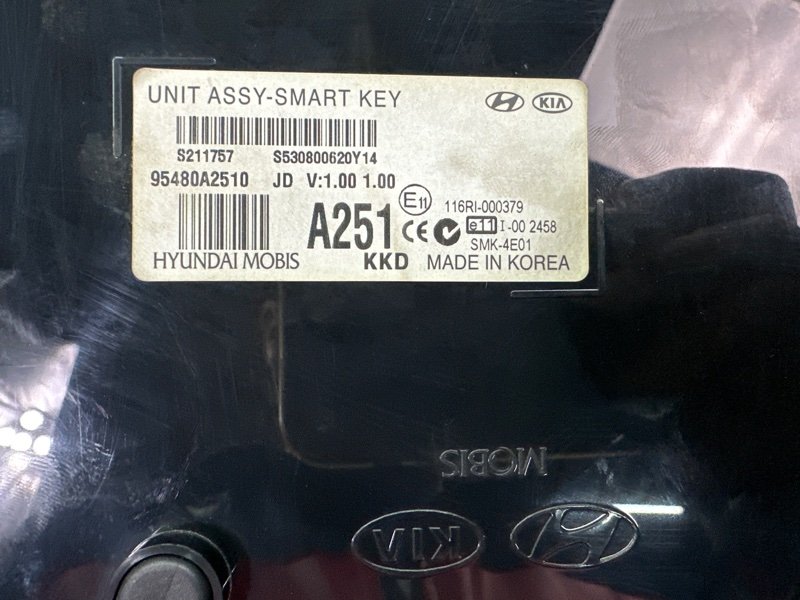 UNIT ASSY-SMART KEY KIA
S211757 S530800620Y14
95480A2510 JD V:1.00 1.00
E11 116RI-000379
A251 CE e11 I-00 2458
SMK-4E01
HYUNDAI MOBIS KKD MADE IN KOREA
MOBIS
KIA